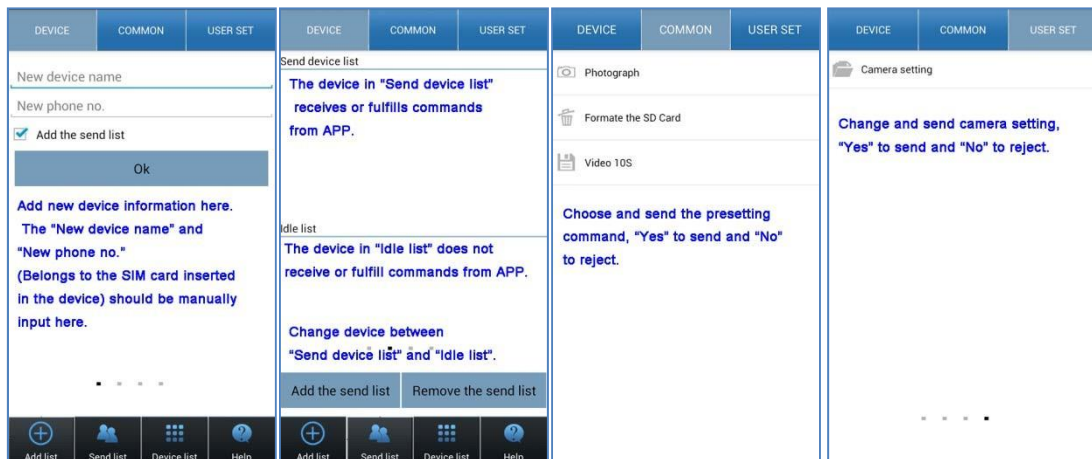 DEVICE
COMMON
USER SET
New device name
New phone no.
Add the send list
Ok
Add new device information here.
The “New device name” and
“New phone no.”
(Belongs to the SIM card inserted
in the device) should be manually
input here.
Add list
Send list
Device list
Help
DEVICE
COMMON
USER SET
Send device list
The device in “Send device list”
receives or fulfills commands
from APP.
Idle list
The device in “Idle list” does not
receive or fulfill commands from APP.
Change device between
“Send device list” and “Idle list”.
Add the send list
Remove the send list
Add list
Send list
Device list
Help
DEVICE
COMMON
USER SET
Photograph
Formate the SD Card
Video 10S
Choose and send the presetting
command, “Yes” to send and “No”
to reject.
DEVICE
COMMON
USER SET
Camera setting
Change and send camera setting,
“Yes” to send and “No” to reject.